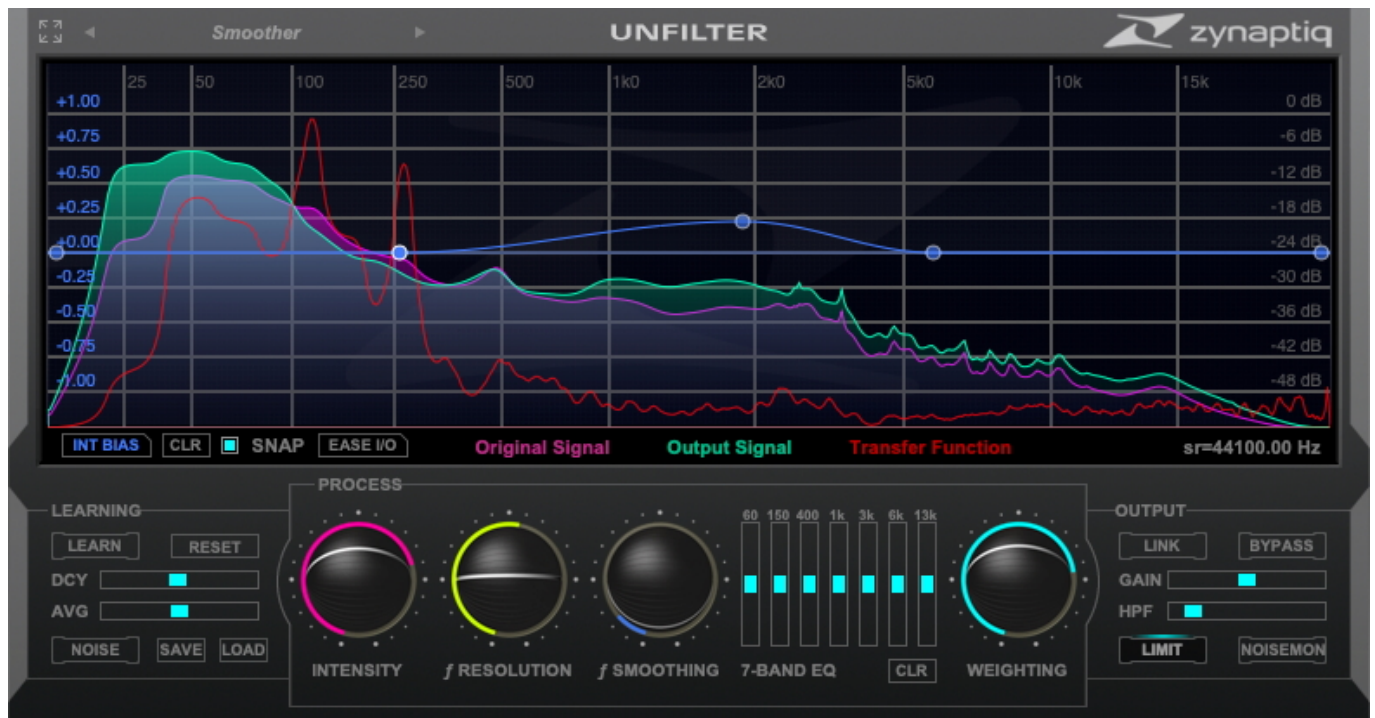 Smoother UNFILTER zynaptiq
25 50 100 250 500 1k0 2k0 5k0 10k 15k
+1.00 0 dB
+0.75 -6 dB
+0.50 -12 dB
+0.25 -18 dB
+0.00 -24 dB
-0.25 -30 dB
-0.50 -36 dB
-0.75 -42 dB
-1.00 -48 dB
INT BIAS CLR SNAP EASE I/O Original Signal Output Signal Transfer Function sr=44100.00 Hz
PROCESS
LEARNING OUTPUT
60 150 400 1k 3k 6k 13k
LEARN RESET LINK BYPASS
DCY GAIN
AVG HPF
NOISE SAVE LOAD LIMIT NOISEMON
INTENSITY ƒ RESOLUTION ƒ SMOOTHING 7-BAND EQ CLR WEIGHTING